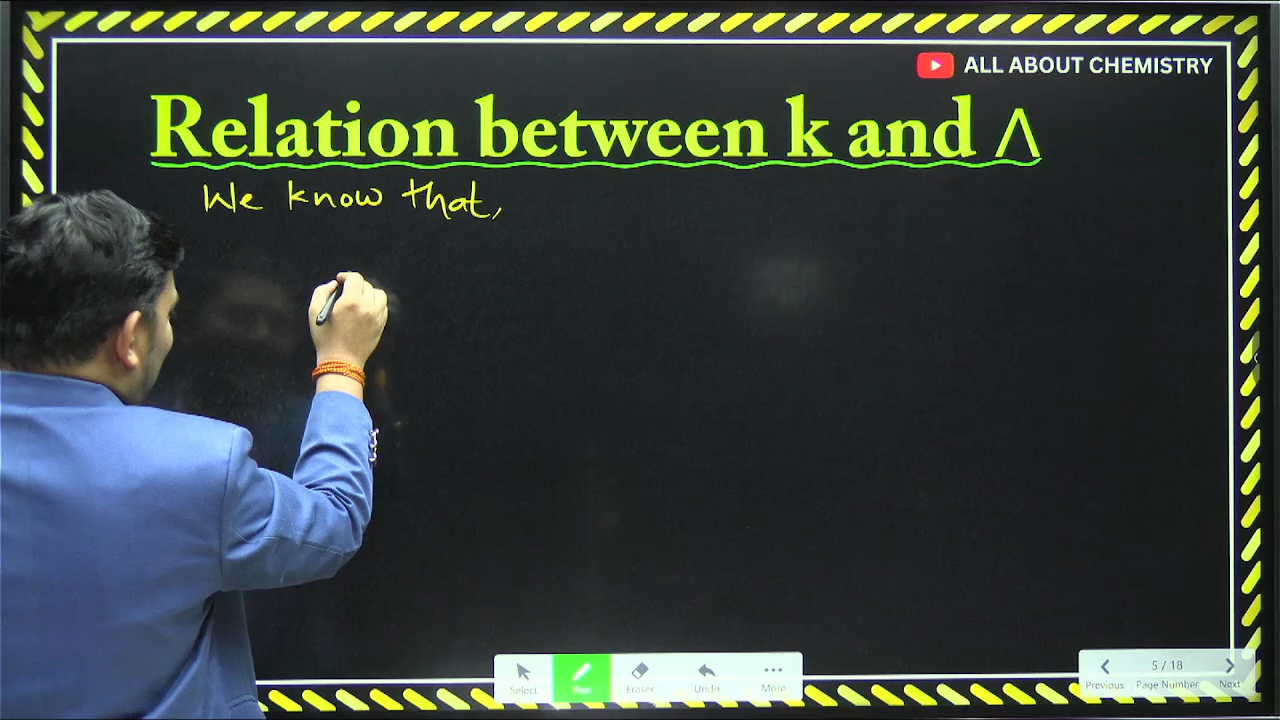 ALL ABOUT CHEMISTRY
Relation between k and Λ
We know that,
Select
Pen
Eraser
Undo
More
5 / 18
Previous Page Number Next